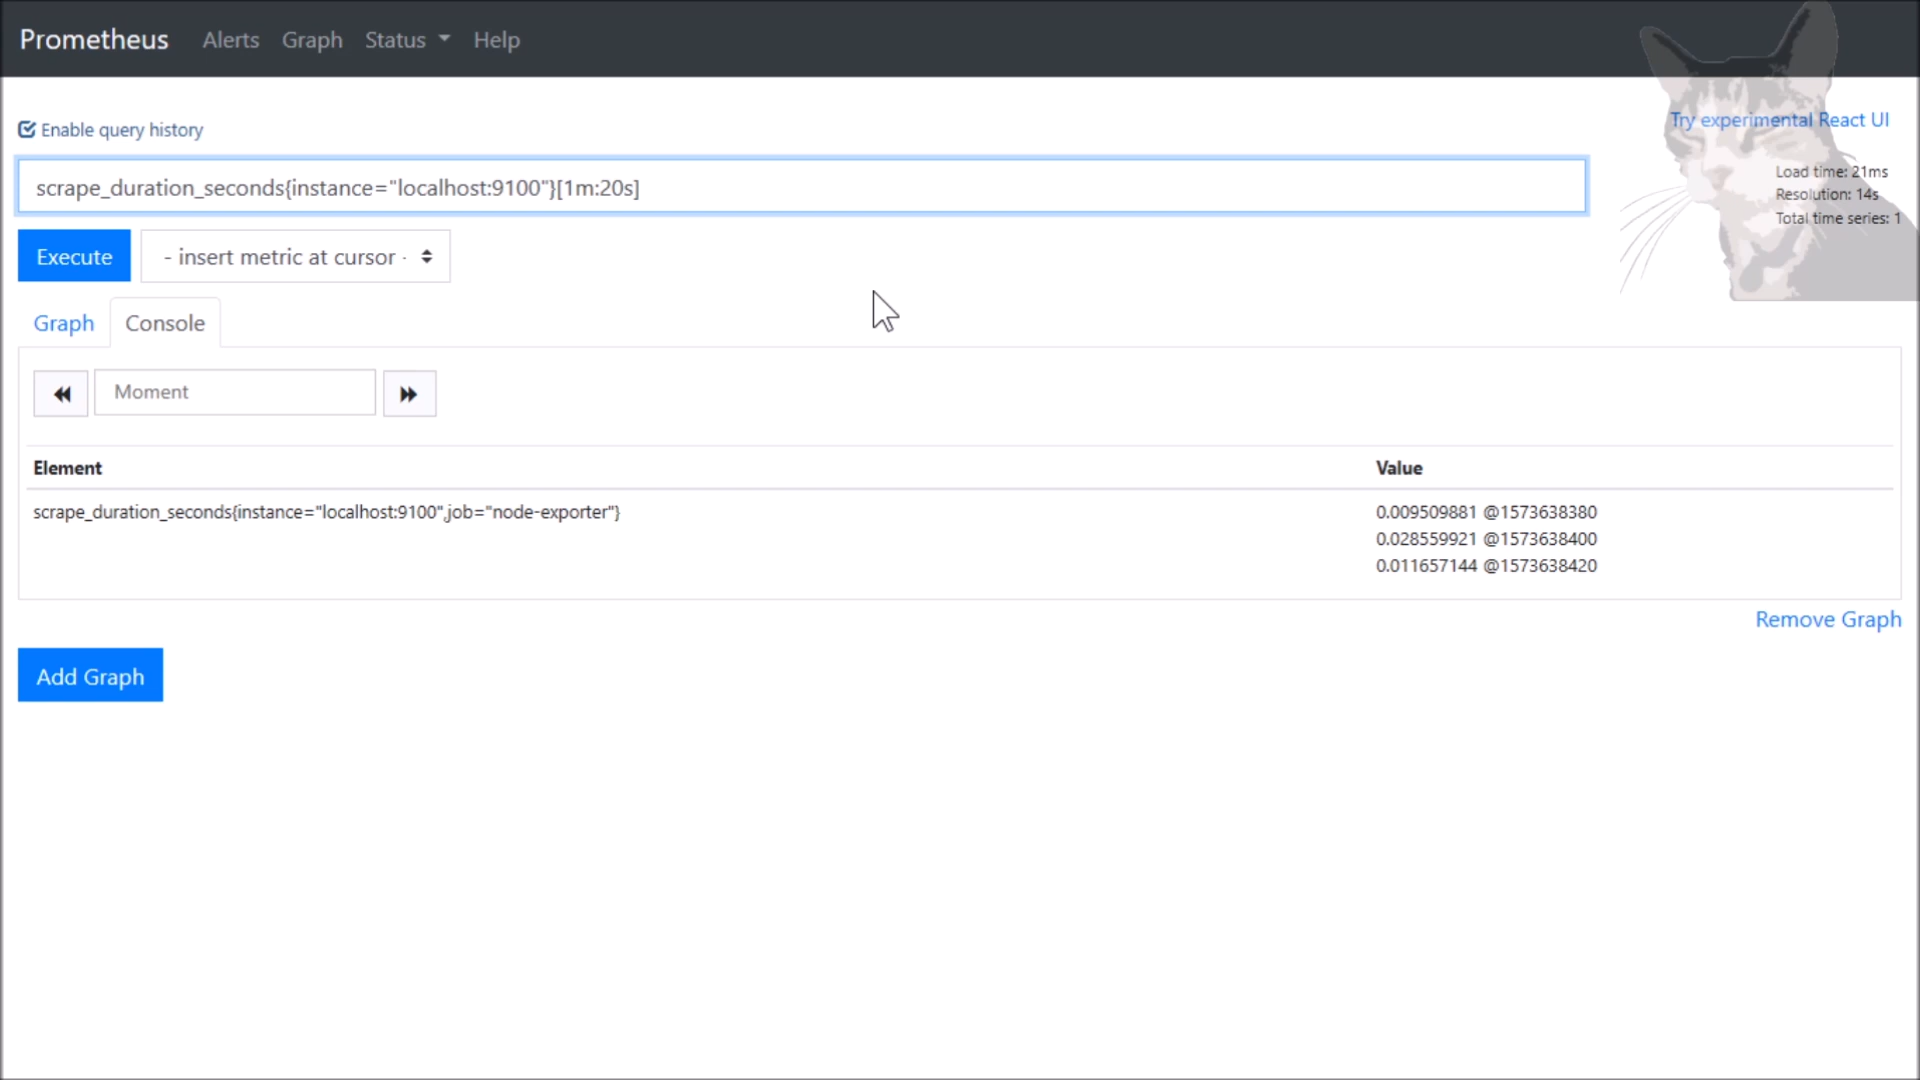 Prometheus Alerts Graph Status Help
Enable query history
Try experimental React UI
scrape_duration_seconds{instance="localhost:9100"}[1m:20s]
Load time: 21ms
Resolution: 14s
Total time series: 1
Execute - insert metric at cursor -
Graph Console
Moment
Element Value
scrape_duration_seconds{instance="localhost:9100",job="node-exporter"} 0.009509881 @1573638380
0.028559921 @1573638400
0.011657144 @1573638420
Remove Graph
Add Graph